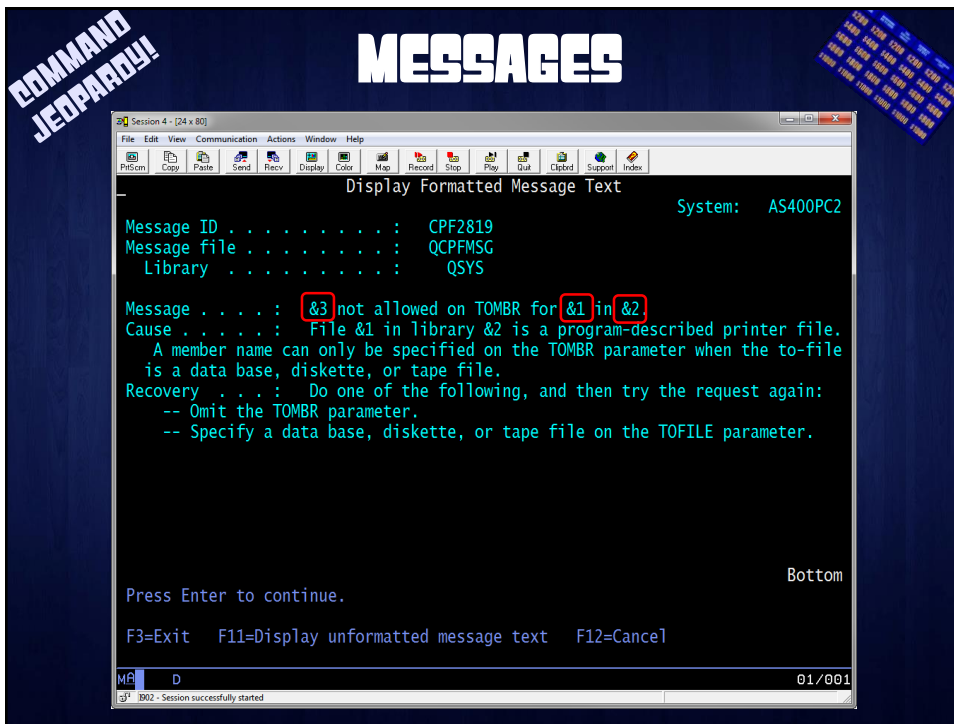 COMMAND
JEOPARDY!
MESSAGES
Session 4 - [24 x 80]
File Edit View Communication Actions Window Help
PrtScrn Copy Paste Send Recv Display Color Map Record Stop Play Quit Clipbrd Support Index
Display Formatted Message Text
System: AS400PC2
Message ID . . . . . . . . . : CPF2819
Message file . . . . . . . . : QCPFMSG
Library . . . . . . . . . : QSYS
Message . . . . : &3 not allowed on TOMBR for &1 in &2.
Cause . . . . . : File &1 in library &2 is a program-described printer file.
A member name can only be specified on the TOMBR parameter when the to-file
is a data base, diskette, or tape file.
Recovery . . . : Do one of the following, and then try the request again:
-- Omit the TOMBR parameter.
-- Specify a data base, diskette, or tape file on the TOFILE parameter.
Bottom
Press Enter to continue.
F3=Exit F11=Display unformatted message text F12=Cancel
MA D 01/001
I902 - Session successfully started